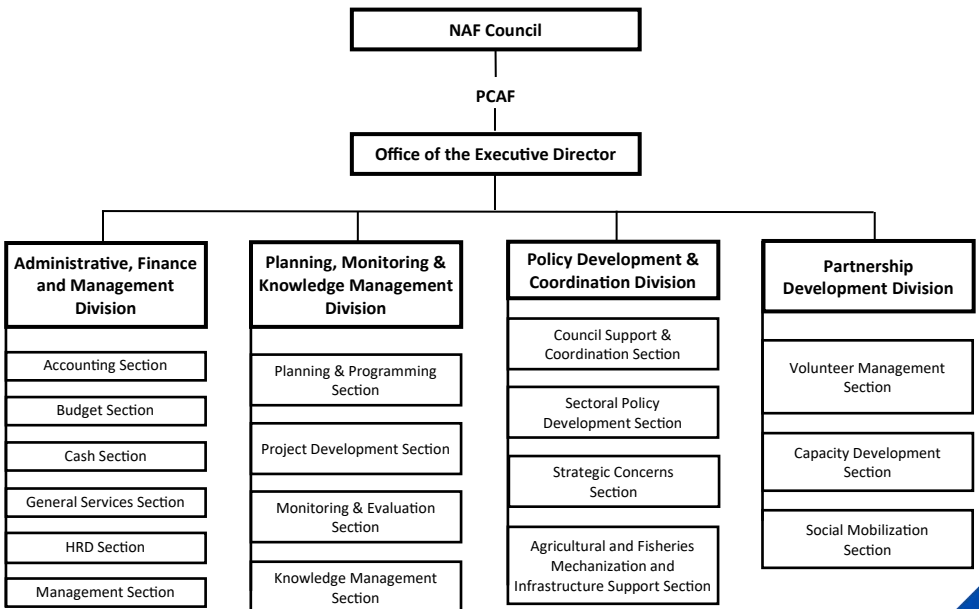 NAF Council
PCAF
Office of the Executive Director
Administrative, Finance
and Management
Division
Accounting Section
Budget Section
Cash Section
General Services Section
HRD Section
Management Section
Planning, Monitoring &
Knowledge Management
Division
Planning & Programming
Section
Project Development Section
Monitoring & Evaluation
Section
Knowledge Management
Section
Policy Development &
Coordination Division
Council Support &
Coordination Section
Sectoral Policy
Development Section
Strategic Concerns
Section
Agricultural and Fisheries
Mechanization and
Infrastructure Support Section
Partnership
Development Division
Volunteer Management
Section
Capacity Development
Section
Social Mobilization
Section